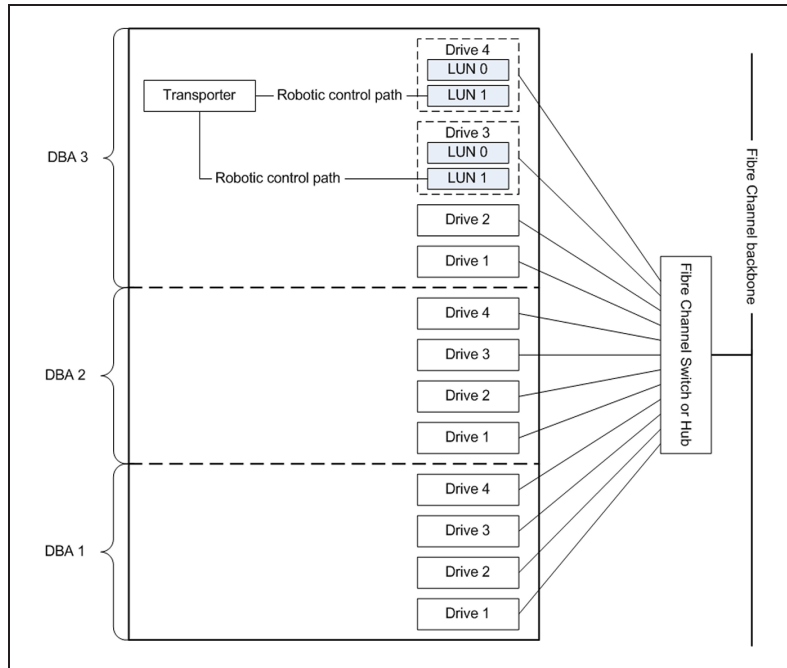 Drive 4
LUN 0
Transporter
Robotic control path
LUN 1
Drive 3
LUN 0
DBA 3
Robotic control path
LUN 1
Drive 2
Drive 1
Drive 4
Drive 3
DBA 2
Drive 2
Drive 1
Drive 4
Drive 3
DBA 1
Drive 2
Drive 1
Fibre Channel Switch or Hub
Fibre Channel backbone